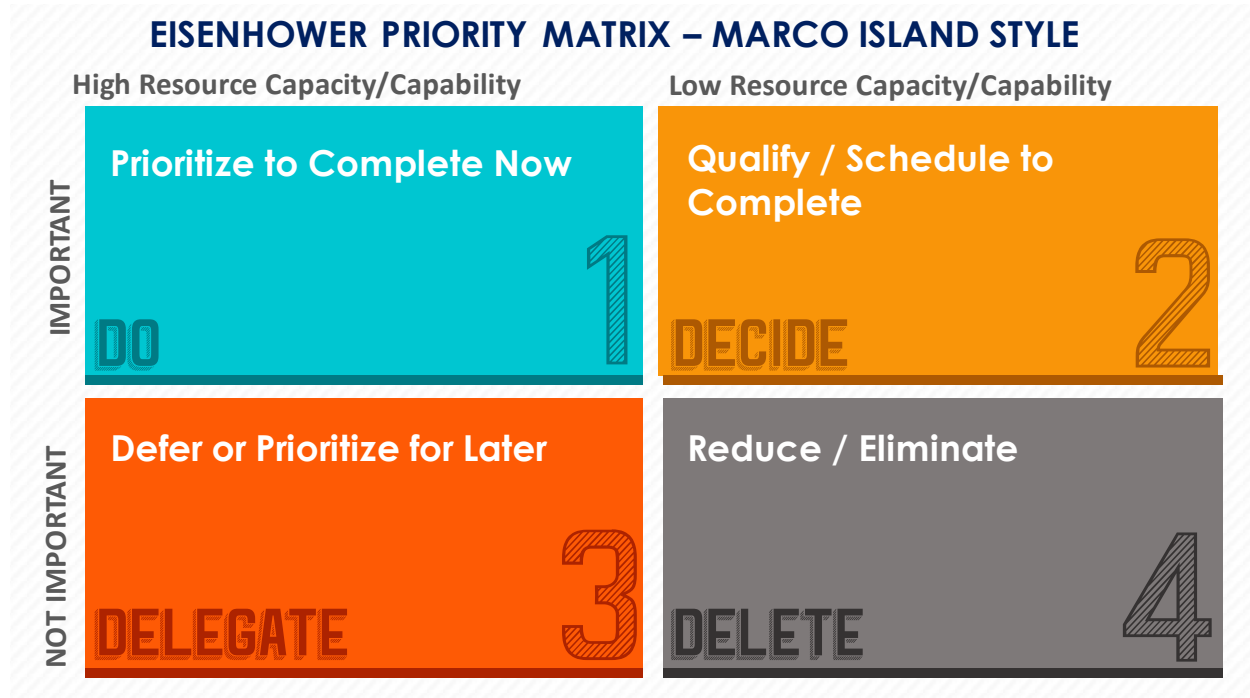 EISENHOWER PRIORITY MATRIX – MARCO ISLAND STYLE
High Resource Capacity/Capability
Low Resource Capacity/Capability
IMPORTANT
Prioritize to Complete Now
1
DO
Qualify / Schedule to
Complete
2
DECIDE
NOT IMPORTANT
Defer or Prioritize for Later
3
DELEGATE
Reduce / Eliminate
4
DELETE